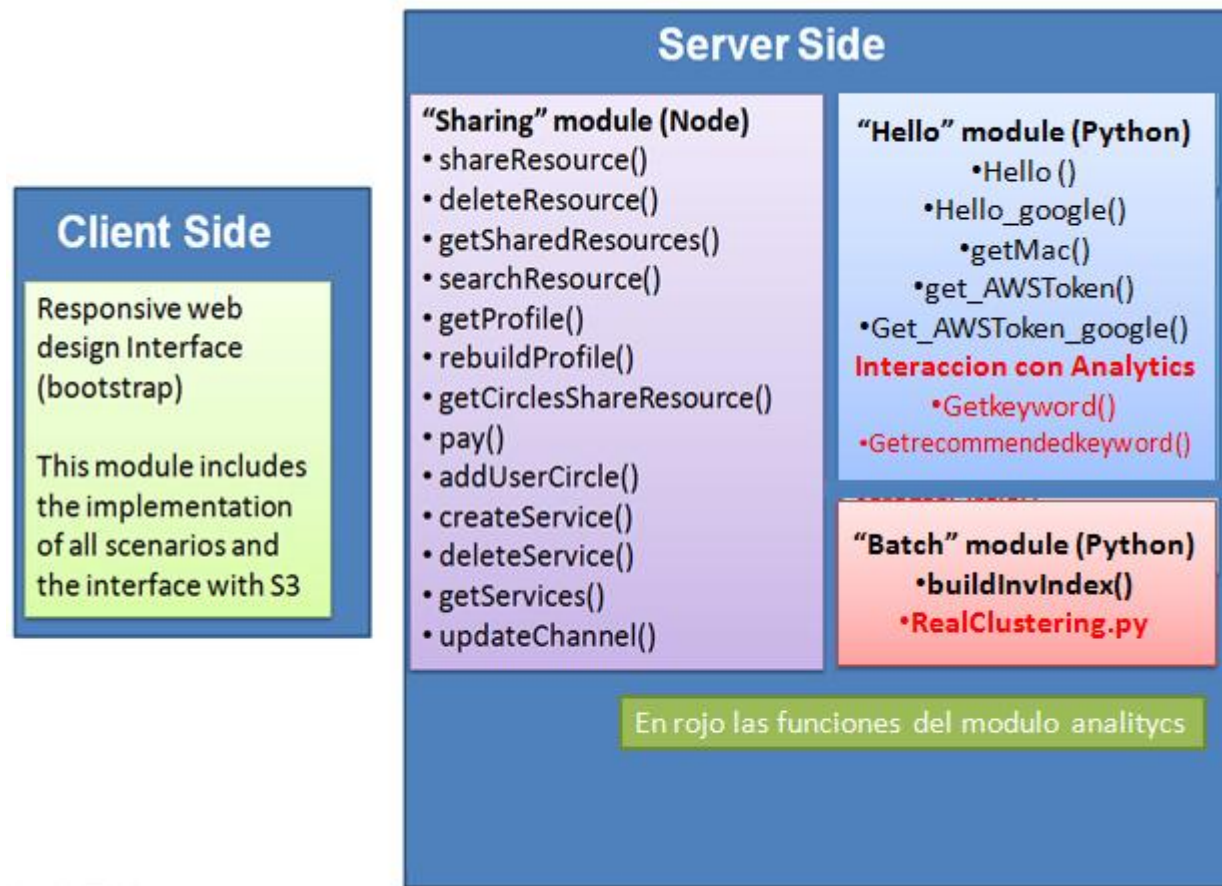 Server Side
"Sharing" module (Node)
• shareResource()
• deleteResource()
• getSharedResources()
• searchResource()
• getProfile()
• rebuildProfile()
• getCirclesShareResource()
• pay()
• addUserCircle()
• createService()
• deleteService()
• getServices()
• updateChannel()
"Hello" module (Python)
•Hello ()
•Hello_google()
•getMac()
•get_AWSToken()
•Get_AWSToken_google()
Interaccion con Analytics
•Getkeyword()
•Getrecommendedkeyword()
"Batch" module (Python)
•buildInvIndex()
•RealClustering.py
En rojo las funciones del modulo analitycs
Client Side
Responsive web
design Interface
(bootstrap)
This module includes
the implementation
of all scenarios and
the interface with S3